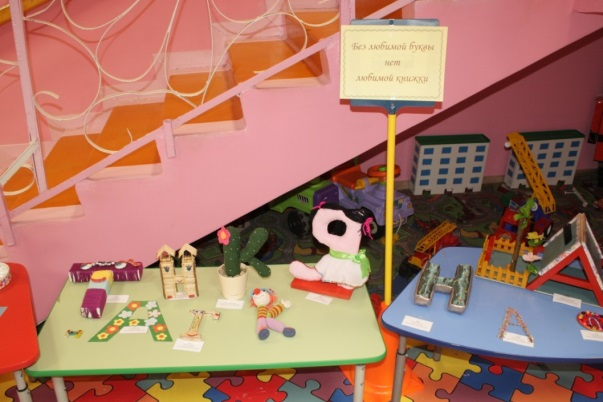 Без любимой буквы
нет
любимой книжки